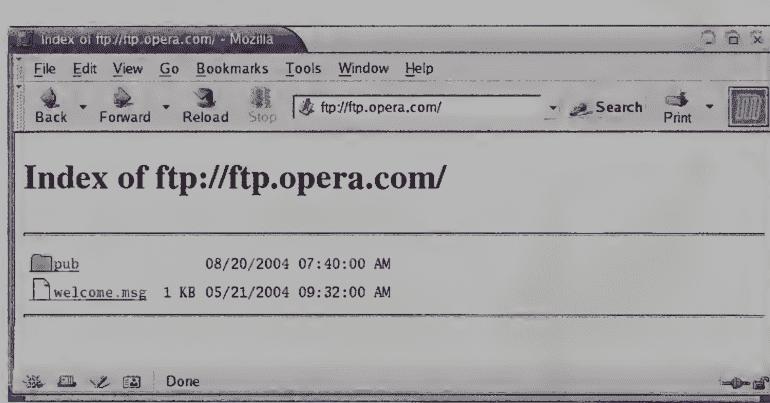 Index of ftp://ftp.opera.com/ - Mozilla
File Edit View Go Bookmarks Tools Window Help
Back Forward Reload Stop ftp://ftp.opera.com/ Search Print
Index of ftp://ftp.opera.com/
pub 08/20/2004 07:40:00 AM
welcome.msg 1 KB 05/21/2004 09:32:00 AM
Done